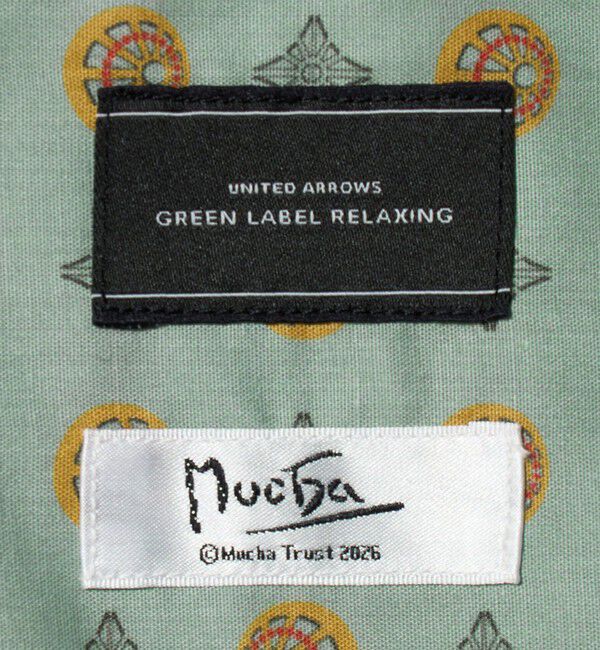 UNITED ARROWS
GREEN LABEL RELAXING
Mucha
©Mucha Trust 2026